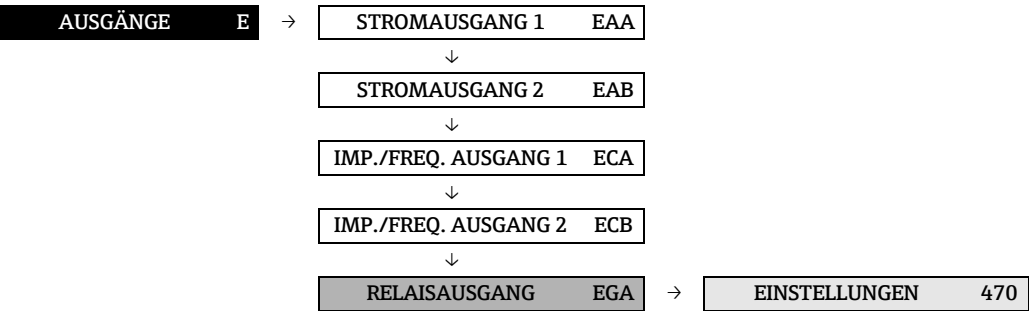 AUSGÄNGE E → STROMAUSGANG 1 EAA
↓
STROMAUSGANG 2 EAB
↓
IMP./FREQ. AUSGANG 1 ECA
↓
IMP./FREQ. AUSGANG 2 ECB
↓
RELAISAUSGANG EGA → EINSTELLUNGEN 470